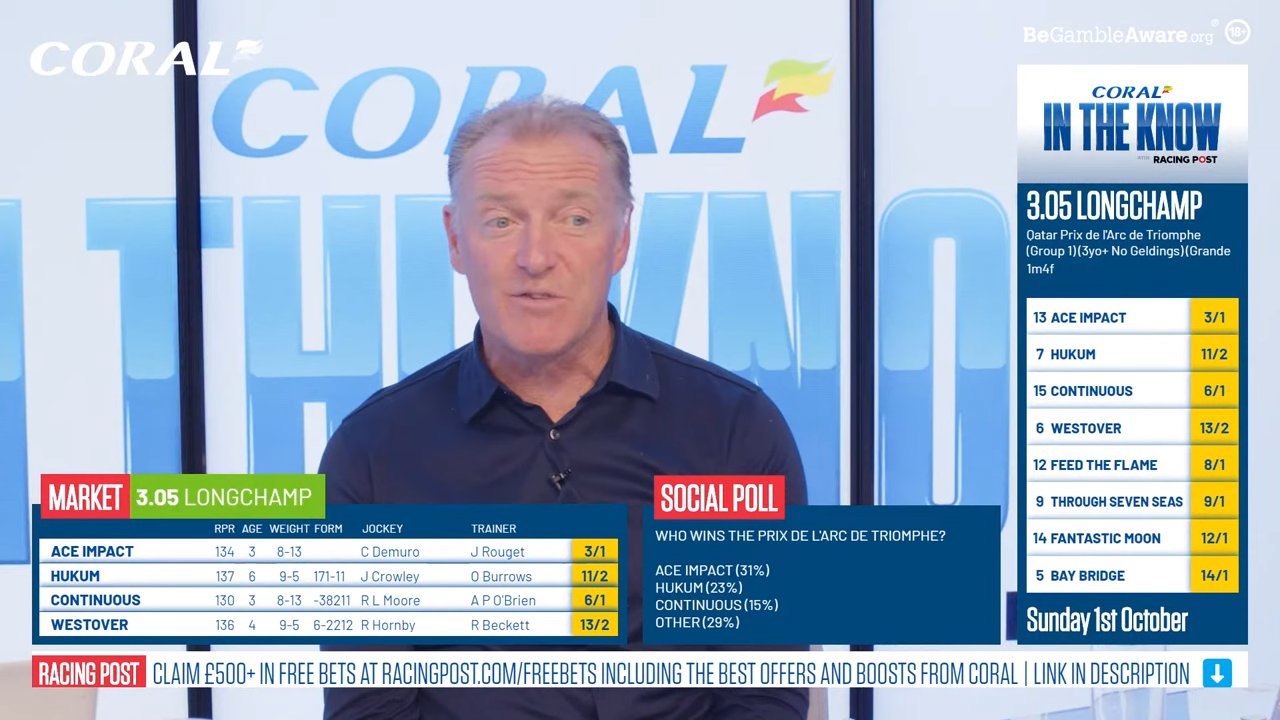 CORAL
BeGambleAware.org® 18+
CORAL
THE KNO
CORAL
IN THE KNOW
WITH RACING POST
3.05 LONGCHAMP
Qatar Prix de l'Arc de Triomphe
(Group 1)(3yo+ No Geldings)(Grande
1m4f
13 ACE IMPACT 3/1
7 HUKUM 11/2
15 CONTINUOUS 6/1
6 WESTOVER 13/2
12 FEED THE FLAME 8/1
9 THROUGH SEVEN SEAS 9/1
14 FANTASTIC MOON 12/1
5 BAY BRIDGE 14/1
Sunday 1st October
MARKET 3.05 LONGCHAMP
RPR AGE WEIGHT FORM JOCKEY TRAINER
ACE IMPACT 134 3 8-13 C Demuro J Rouget 3/1
HUKUM 137 6 9-5 171-11 J Crowley O Burrows 11/2
CONTINUOUS 130 3 8-13 -38211 R L Moore A P O'Brien 6/1
WESTOVER 136 4 9-5 6-2212 R Hornby R Beckett 13/2
SOCIAL POLL
WHO WINS THE PRIX DE L'ARC DE TRIOMPHE?
ACE IMPACT (31%)
HUKUM (23%)
CONTINUOUS (15%)
OTHER (29%)
RACING POST CLAIM £500+ IN FREE BETS AT RACINGPOST.COM/FREEBETS INCLUDING THE BEST OFFERS AND BOOSTS FROM CORAL | LINK IN DESCRIPTION